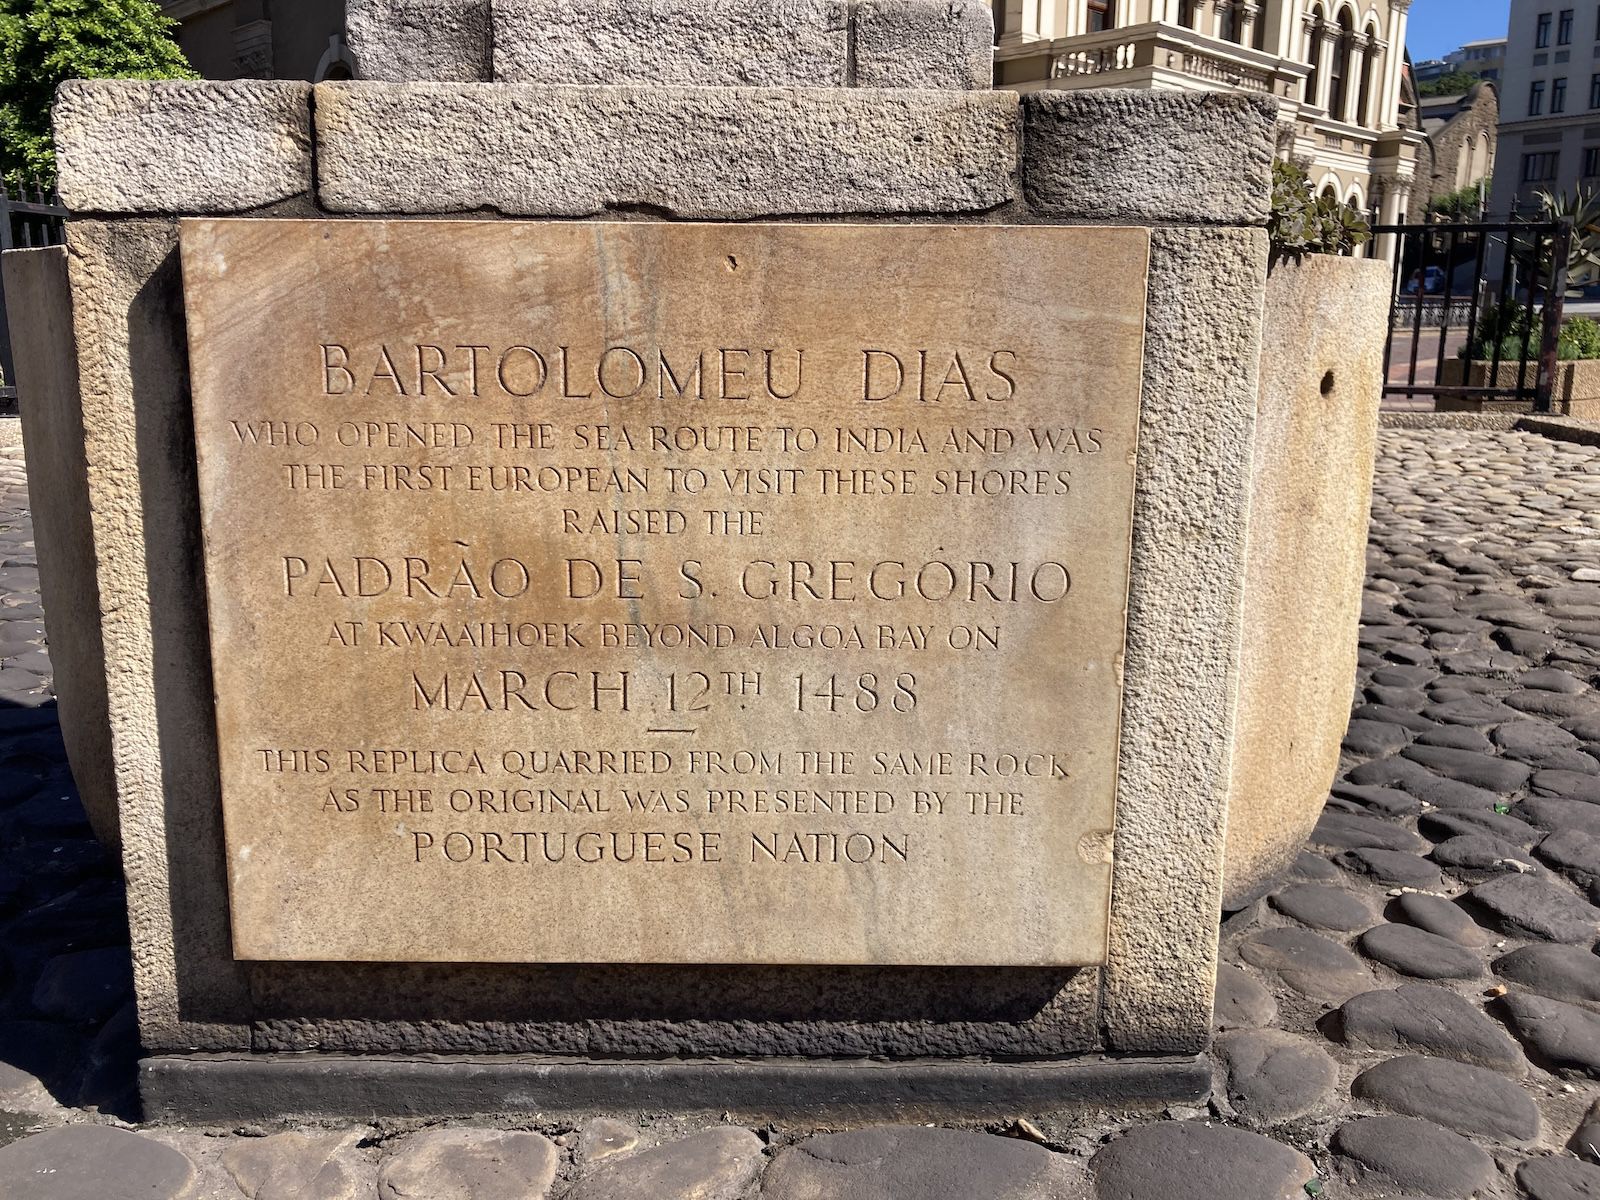 BARTOLOMEU DIAS
WHO OPENED THE SEA ROUTE TO INDIA AND WAS
THE FIRST EUROPEAN TO VISIT THESE SHORES
RAISED THE
PADRÃO DE S. GREGÓRIO
AT KWAAIHOEK BEYOND ALGOA BAY ON
MARCH 12TH 1488
THIS REPLICA QUARRIED FROM THE SAME ROCK
AS THE ORIGINAL WAS PRESENTED BY THE
PORTUGUESE NATION